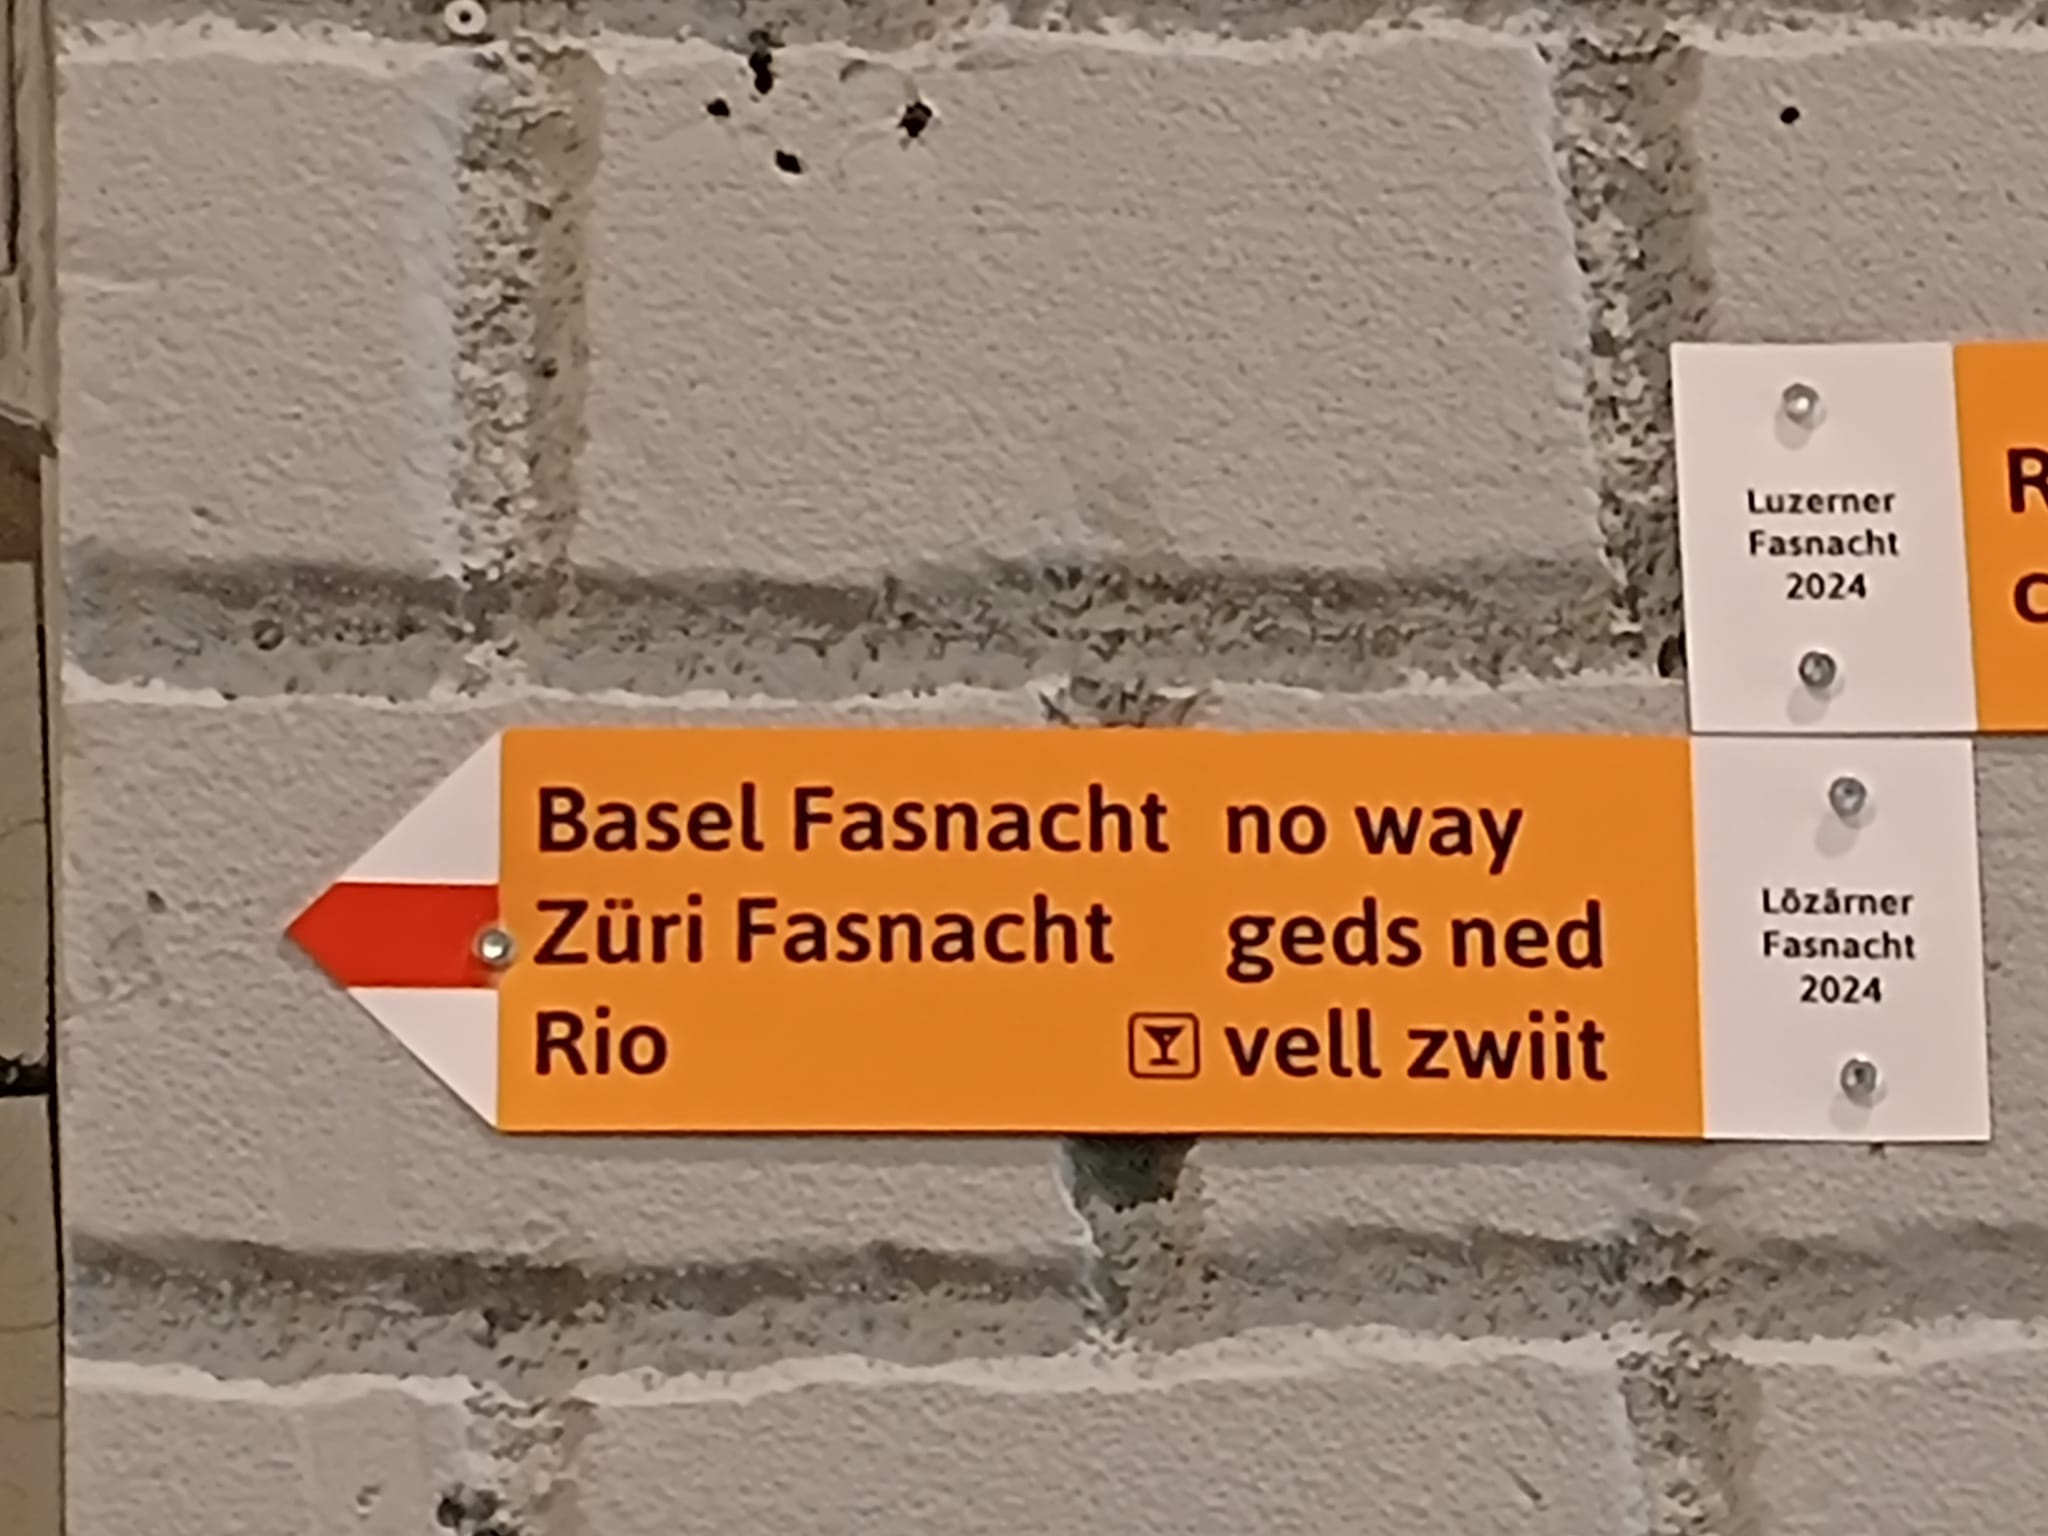 Luzerner
Fasnacht
2024
Basel Fasnacht no way
Züri Fasnacht geds ned
Rio vell zwiit
Lözärner
Fasnacht
2024